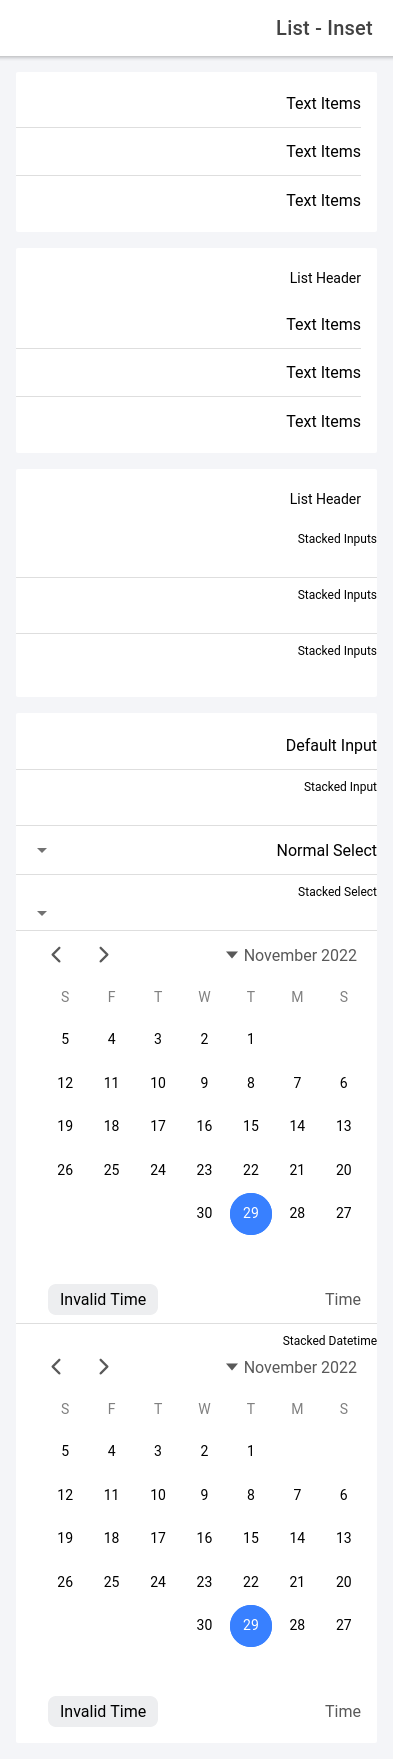 List - Inset
Text Items
Text Items
Text Items
List Header
Text Items
Text Items
Text Items
List Header
Stacked Inputs
Stacked Inputs
Stacked Inputs
Default Input
Stacked Input
Normal Select
Stacked Select
November 2022
S M T W T F S
1 2 3 4 5
6 7 8 9 10 11 12
13 14 15 16 17 18 19
20 21 22 23 24 25 26
27 28 29 30
Time Invalid Time
Stacked Datetime
November 2022
S M T W T F S
1 2 3 4 5
6 7 8 9 10 11 12
13 14 15 16 17 18 19
20 21 22 23 24 25 26
27 28 29 30
Time Invalid Time